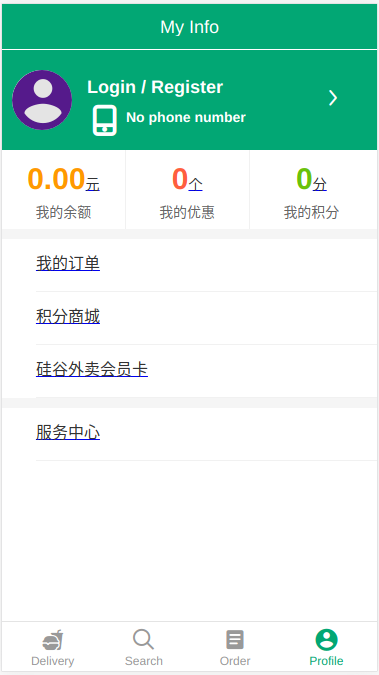 My Info
Login / Register
No phone number
0.00元 0个 0分
我的余额 我的优惠 我的积分
我的订单
积分商城
硅谷外卖会员卡
服务中心
Delivery Search Order Profile